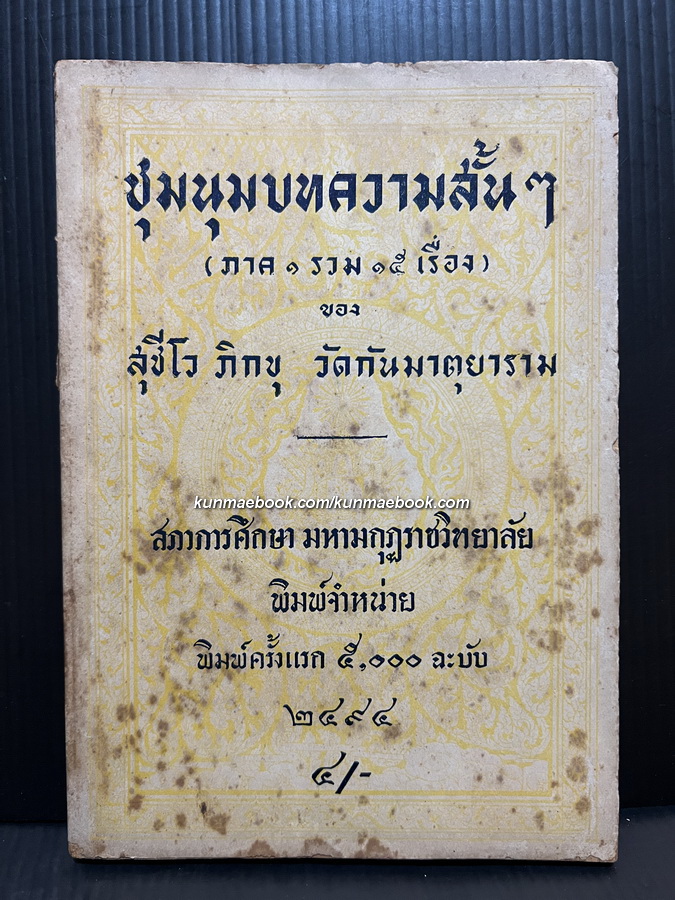 ชุมนุมบทความสั้น ๆ
(ภาค ๑ รวม ๑๕ เรื่อง)
ของ
สุชีโว ภิกขุ วัดกันมาตุยาราม
kunmaebook.com/kunmaebook.com
สภาการศึกษา มหามกุฏราชวิทยาลัย
พิมพ์จำหน่าย
พิมพ์ครั้งแรก ๕,๐๐๐ ฉะบับ
๒๔๙๔
๔/-